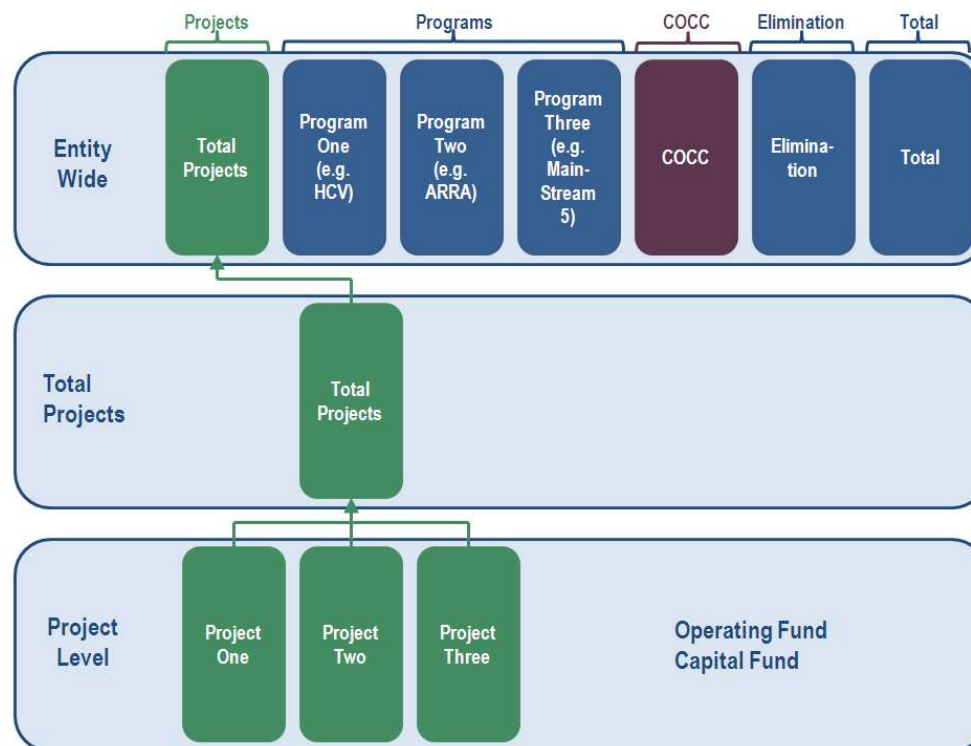 Projects
Programs
COCC
Elimination
Total
Entity
Wide
Total
Projects
Program
One
(e.g.
HCV)
Program
Two
(e.g.
ARRA)
Program
Three
(e.g.
Main-
Stream
5)
COCC
Elimina-
tion
Total
Total
Projects
Total
Projects
Project
Level
Project
One
Project
Two
Project
Three
Operating Fund
Capital Fund